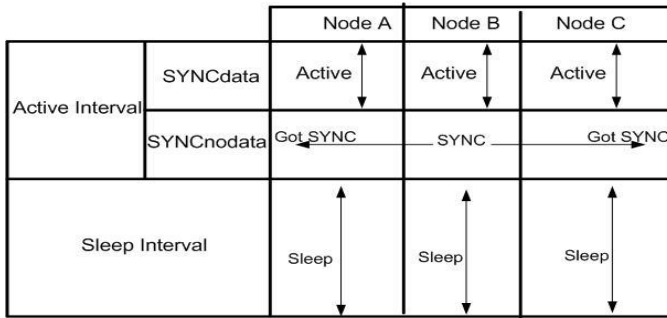 Node A Node B Node C
SYNCdata Active Active Active
Active Interval
SYNCnodata Got SYNC SYNC Got SYNC
Sleep Interval
Sleep Sleep Sleep